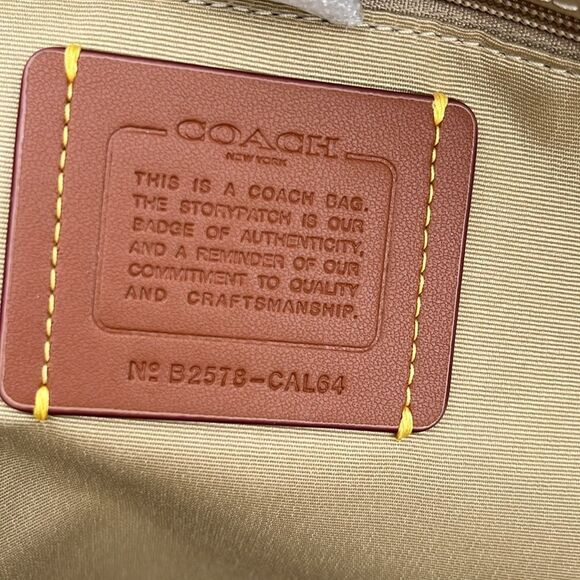 COACH
NEW YORK
THIS IS A COACH BAG.
THE STORYPATCH IS OUR
BADGE OF AUTHENTICITY,
AND A REMINDER OF OUR
COMMITMENT TO QUALITY
AND CRAFTSMANSHIP.
Nº B2578-CAL64